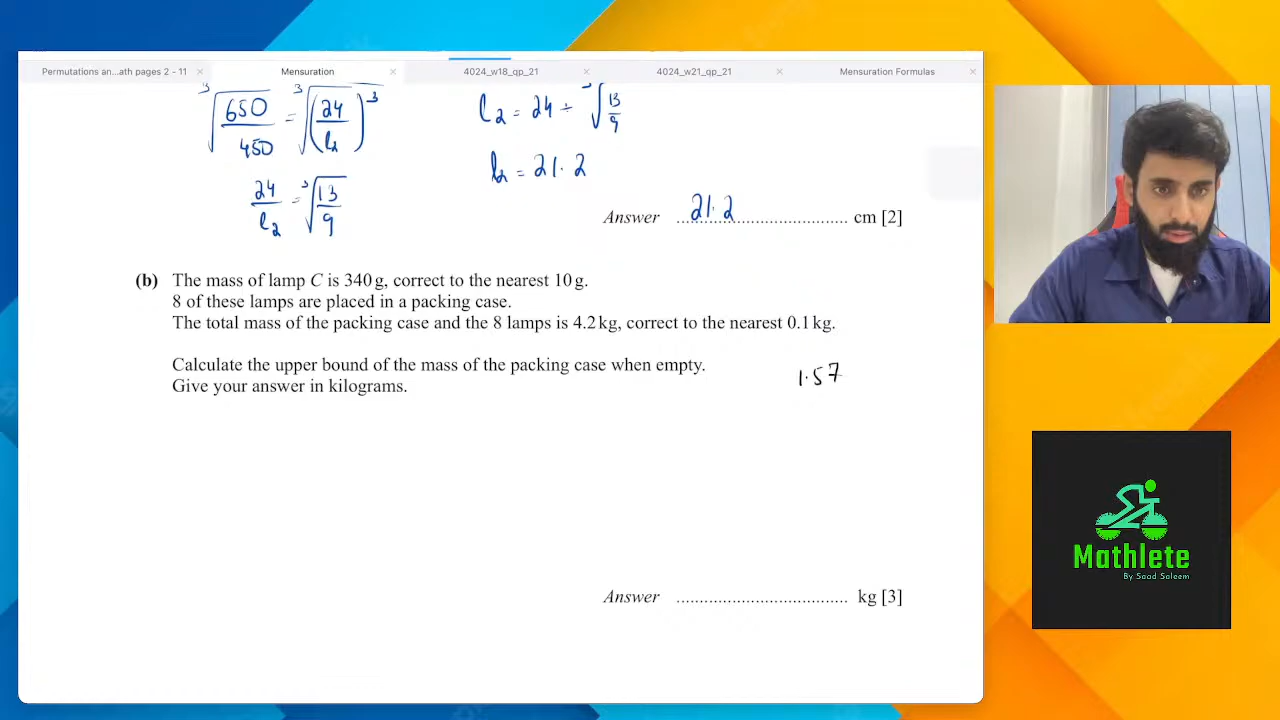 Permutations an...ath pages 2 - 11 × Mensuration × 4024_w18_qp_21 × 4024_w21_qp_21 × Mensuration Formulas ×
∛(650/450) = ∛(24/l₂)³
l₂ = 24 ÷ ∛(13/9)
l₂ = 21.2
24/l₂ = ∛(13/9)
Answer 21.2 cm [2]
(b) The mass of lamp C is 340 g, correct to the nearest 10 g.
8 of these lamps are placed in a packing case.
The total mass of the packing case and the 8 lamps is 4.2 kg, correct to the nearest 0.1 kg.
Calculate the upper bound of the mass of the packing case when empty.
Give your answer in kilograms.
1.57
Answer .................................... kg [3]
Mathlete
By Saad Saleem